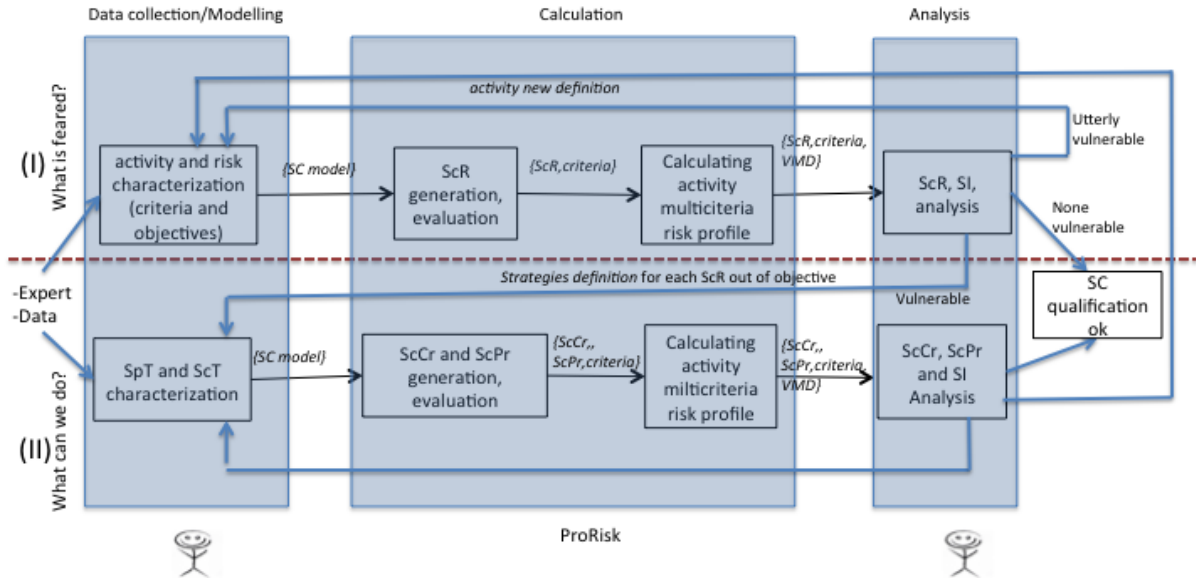 Data collection/Modelling
Calculation
Analysis
What is feared?
(I)
activity new definition
Utterly
vulnerable
activity and risk
characterization
(criteria and
objectives)
{SC model}
ScR
generation,
evaluation
{ScR,criteria}
Calculating
activity
multicriteria
risk profile
{ScR,criteria,
VMD}
ScR, SI,
analysis
None
vulnerable
-Expert
-Data
Strategies definition for each ScR out of objective
Vulnerable
SC
qualification
ok
What can we do?
(II)
SpT and ScT
characterization
{SC model}
ScCr and ScPr
generation,
evaluation
{ScCr,,
ScPr,criteria}
Calculating
activity
milticriteria
risk profile
{ScCr,,
ScPr,criteria,
VMD}
ScCr, ScPr
and SI
Analysis
ProRisk